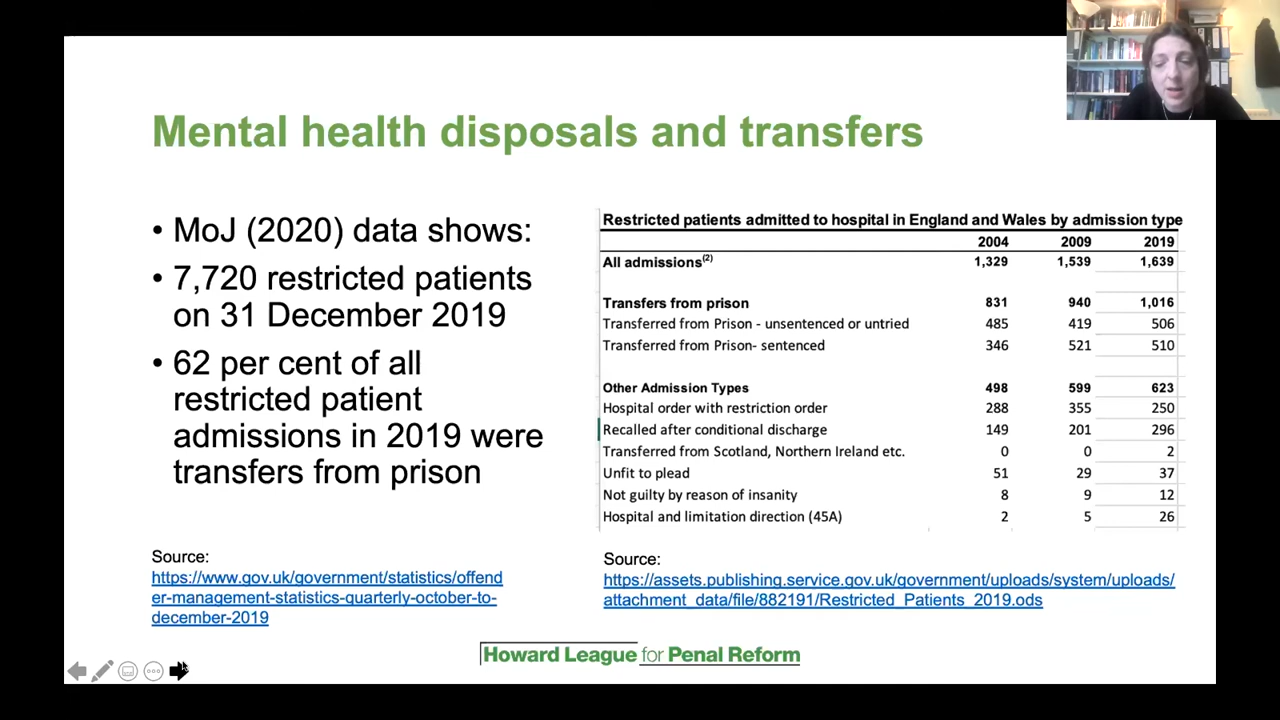 Mental health disposals and transfers
• MoJ (2020) data shows:
• 7,720 restricted patients
on 31 December 2019
• 62 per cent of all
restricted patient
admissions in 2019 were
transfers from prison
Source:
https://www.gov.uk/government/statistics/offend
er-management-statistics-quarterly-october-to-
december-2019
Restricted patients admitted to hospital in England and Wales by admission type
2004 2009 2019
All admissions(2) 1,329 1,539 1,639
Transfers from prison 831 940 1,016
Transferred from Prison - unsentenced or untried 485 419 506
Transferred from Prison- sentenced 346 521 510
Other Admission Types 498 599 623
Hospital order with restriction order 288 355 250
Recalled after conditional discharge 149 201 296
Transferred from Scotland, Northern Ireland etc. 0 0 2
Unfit to plead 51 29 37
Not guilty by reason of insanity 8 9 12
Hospital and limitation direction (45A) 2 5 26
Source:
https://assets.publishing.service.gov.uk/government/uploads/system/uploads/
attachment_data/file/882191/Restricted_Patients_2019.ods
Howard League for Penal Reform